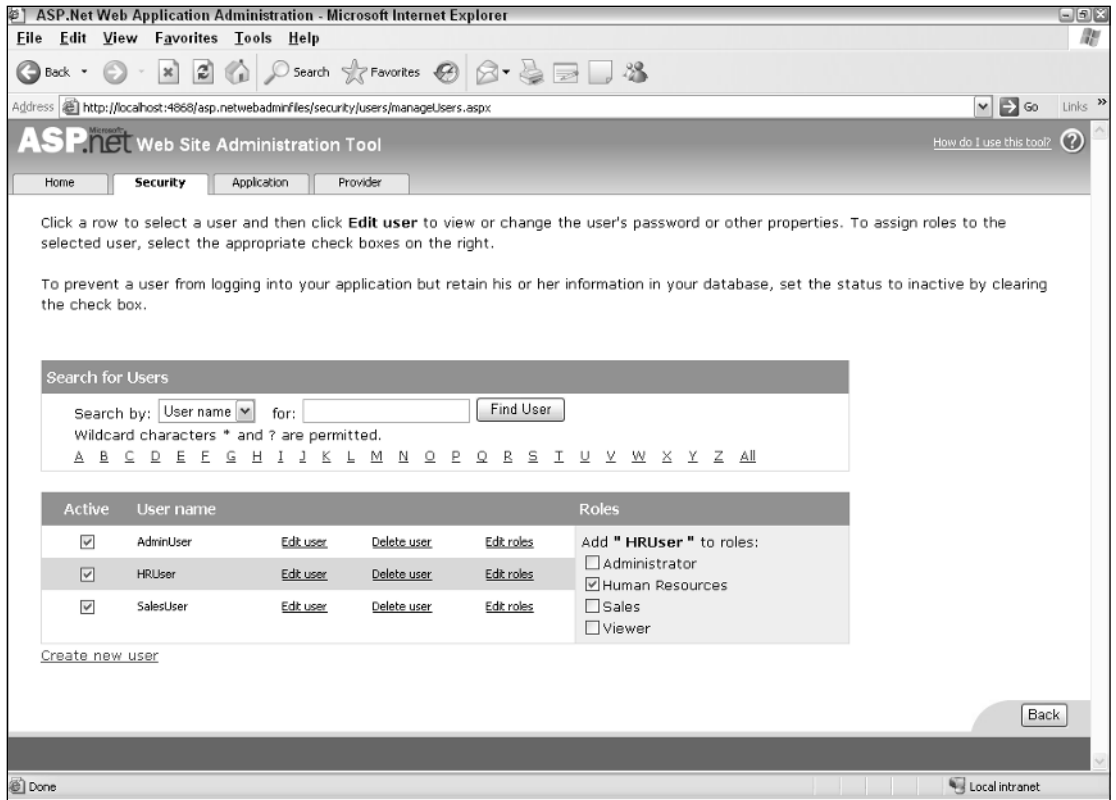 ASP.Net Web Application Administration - Microsoft Internet Explorer
File Edit View Favorites Tools Help
Back Search Favorites
Address http://localhost:4868/asp.netwebadminfiles/security/users/manageUsers.aspx Go Links »
Microsoft
ASP.net Web Site Administration Tool How do I use this tool? ?
Home Security Application Provider
Click a row to select a user and then click Edit user to view or change the user's password or other properties. To assign roles to the
selected user, select the appropriate check boxes on the right.
To prevent a user from logging into your application but retain his or her information in your database, set the status to inactive by clearing
the check box.
Search for Users
Search by: User name for: Find User
Wildcard characters * and ? are permitted.
A B C D E F G H I J K L M N O P Q R S T U V W X Y Z All
Active User name Roles
AdminUser Edit user Delete user Edit roles
HRUser Edit user Delete user Edit roles
SalesUser Edit user Delete user Edit roles
Add " HRUser " to roles:
Administrator
Human Resources
Sales
Viewer
Create new user
Back
Done Local intranet